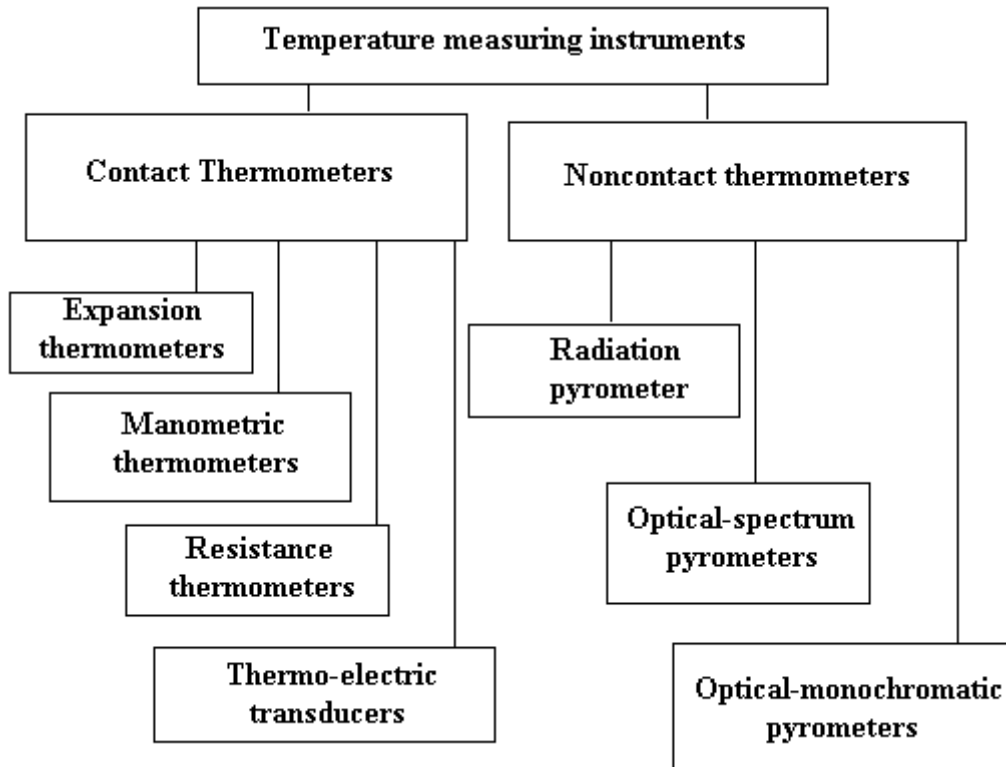 Temperature measuring instruments
Contact Thermometers
Noncontact thermometers
Expansion
thermometers
Manometric
thermometers
Resistance
thermometers
Thermo-electric
transducers
Radiation
pyrometer
Optical-spectrum
pyrometers
Optical-monochromatic
pyrometers